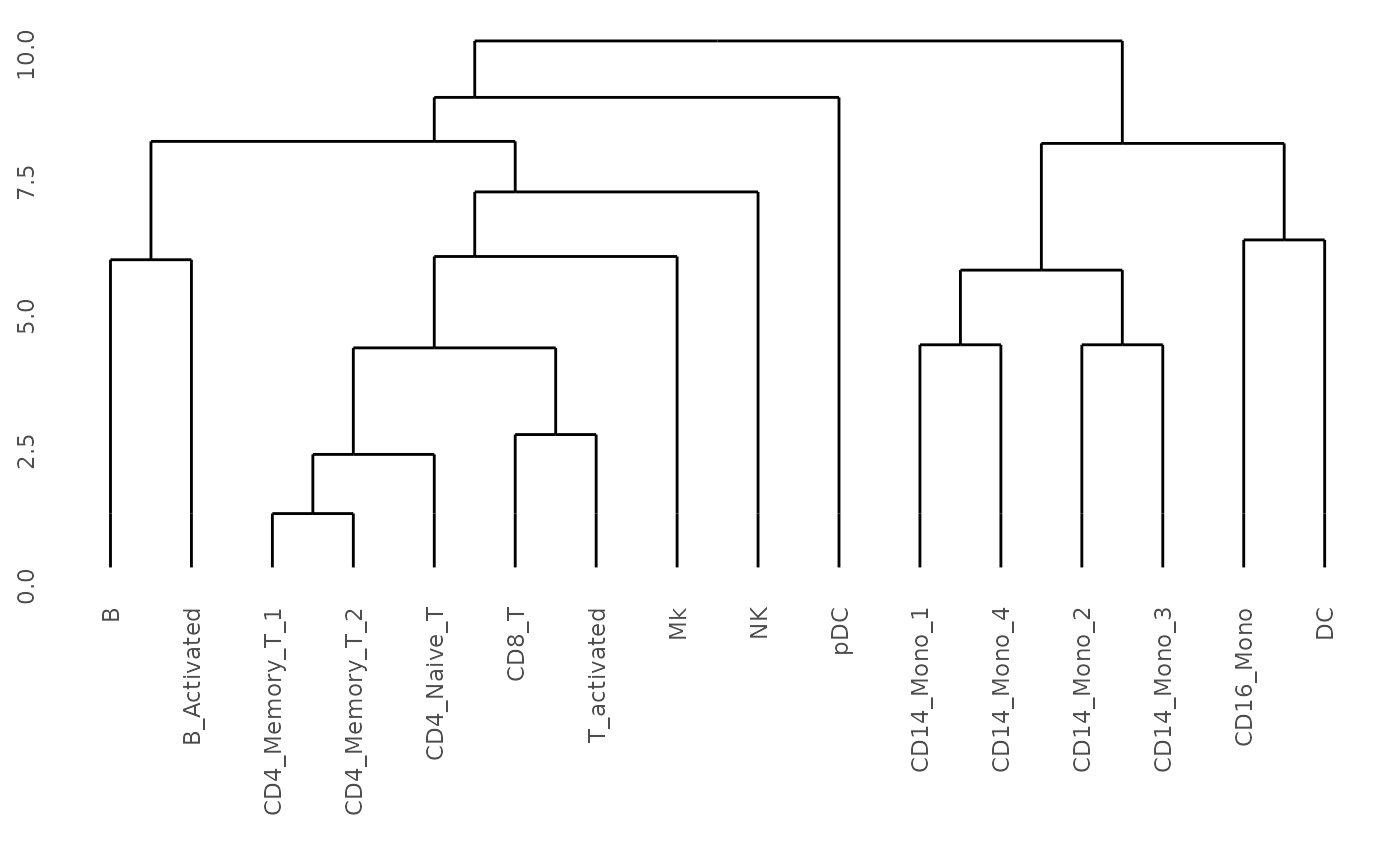 10.0
7.5
5.0
2.5
0.0
B
B_Activated
CD4_Memory_T_1
CD4_Memory_T_2
CD4_Naive_T
CD8_T
T_activated
Mk
NK
pDC
CD14_Mono_1
CD14_Mono_4
CD14_Mono_2
CD14_Mono_3
CD16_Mono
DC